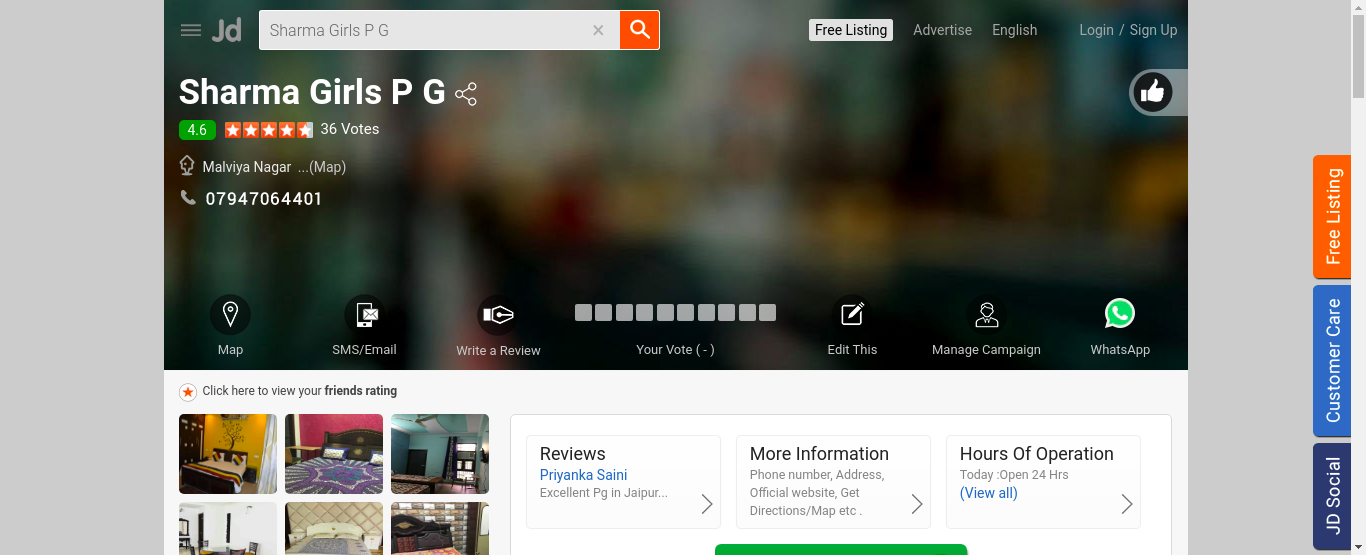 Jd
Sharma Girls P G
Free Listing
Advertise
English
Login / Sign Up
Sharma Girls P G
4.6
36 Votes
Malviya Nagar ...(Map)
07947064401
Map
SMS/Email
Write a Review
Your Vote ( - )
Edit This
Manage Campaign
WhatsApp
Click here to view your friends rating
Reviews
Priyanka Saini
Excellent Pg in Jaipur...
More Information
Phone number, Address,
Official website, Get
Directions/Map etc .
Hours Of Operation
Today :Open 24 Hrs
(View all)
Free Listing
Customer Care
JD Social